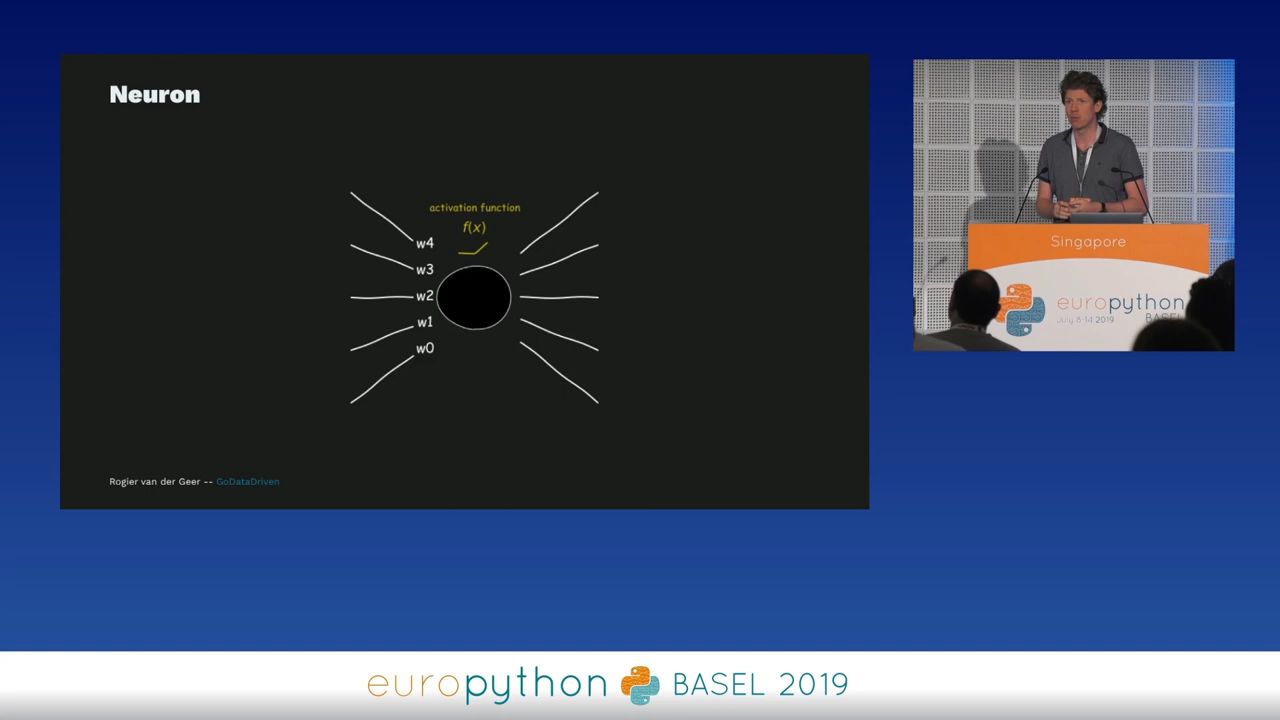 Neuron
activation function
f(x)
w4
w3
w2
w1
w0
Rogier van der Geer -- GoDataDriven
Singapore
europython
July 8-14 2019
BASEL
europython BASEL 2019